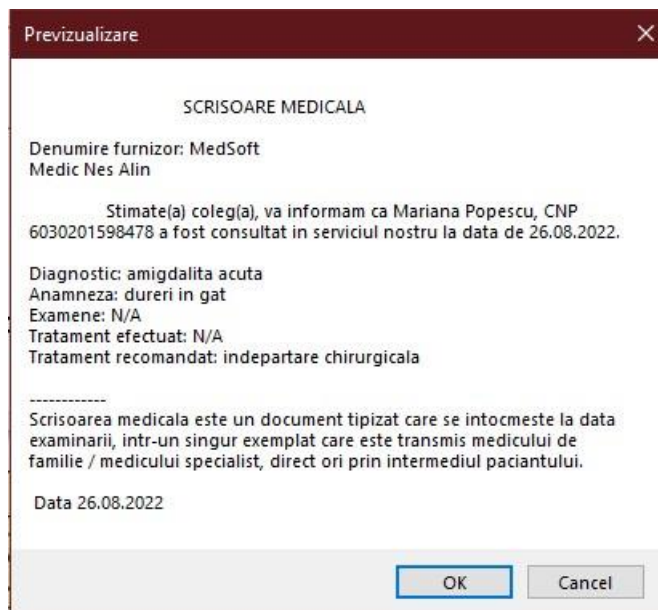 Previzualizare
SCRISOARE MEDICALA
Denumire furnizor: MedSoft
Medic Nes Alin
Stimate(a) coleg(a), va informam ca Mariana Popescu, CNP
6030201598478 a fost consultat in serviciul nostru la data de 26.08.2022.
Diagnostic: amigdalita acuta
Anamneza: dureri in gat
Examene: N/A
Tratament efectuat: N/A
Tratament recomandat: indepartare chirurgicala
------------
Scrisoarea medicala este un document tipizat care se intocmeste la data
examinarii, intr-un singur exemplat care este transmis medicului de
familie / medicului specialist, direct ori prin intermediul paciantului.
Data 26.08.2022
OK Cancel